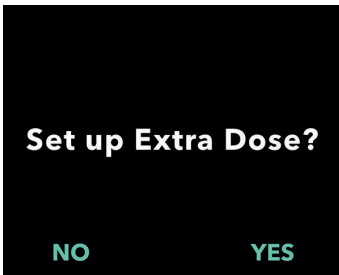 Set up Extra Dose?
NO
YES